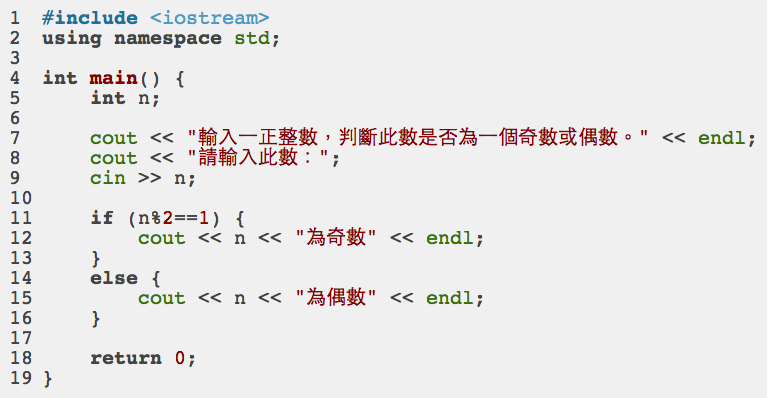 1 #include <iostream>
2 using namespace std;
3
4 int main() {
5     int n;
6
7     cout << "輸入一正整數，判斷此數是否為一個奇數或偶數。" << endl;
8     cout << "請輸入此數：";
9     cin >> n;
10
11     if (n%2==1) {
12         cout << n << "為奇數" << endl;
13     }
14     else {
15         cout << n << "為偶數" << endl;
16     }
17
18     return 0;
19 }